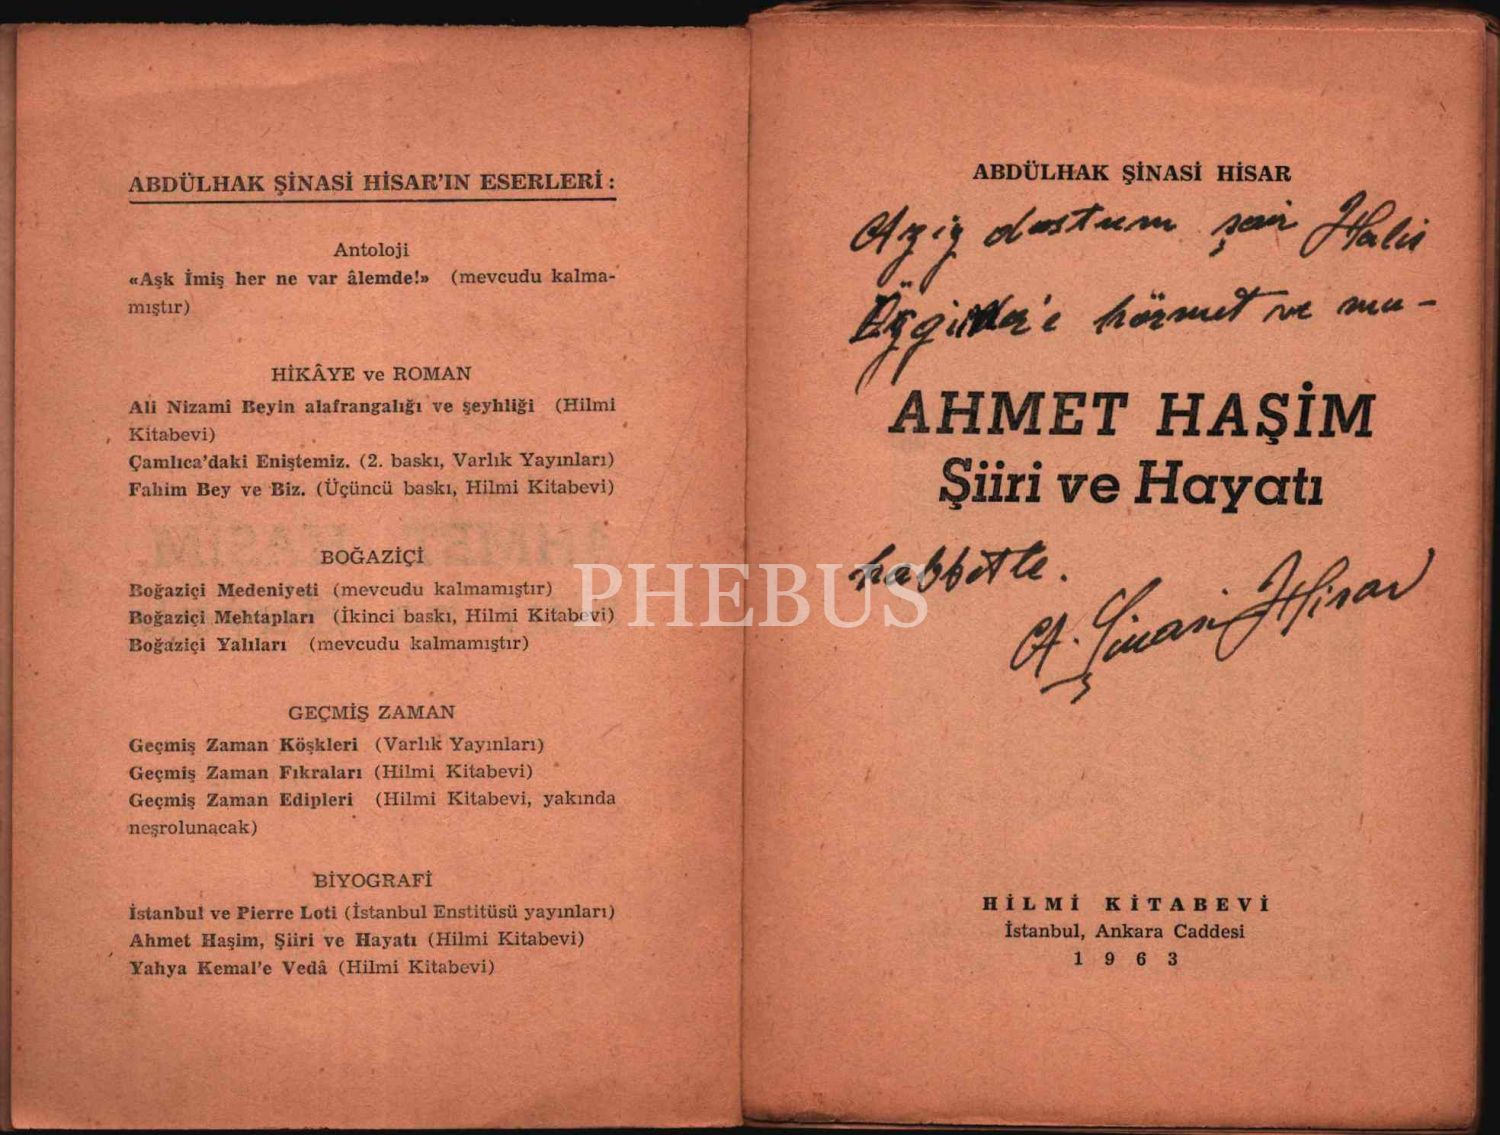 ABDÜLHAK ŞİNASİ HİSAR'IN ESERLERİ :
Antoloji
«Aşk İmiş her ne var âlemde!» (mevcudu kalma-
mıştır)
HİKÂYE ve ROMAN
Ali Nizamî Beyin alafrangalığı ve şeyhliği (Hilmi
Kitabevi)
Çamlıca'daki Eniştemiz. (2. baskı, Varlık Yayınları)
Fahim Bey ve Biz. (Üçüncü baskı, Hilmi Kitabevi)
BOĞAZİÇİ
Boğaziçi Medeniyeti (mevcudu kalmamıştır)
Boğaziçi Mehtapları (İkinci baskı, Hilmi Kitabevi)
Boğaziçi Yalıları (mevcudu kalmamıştır)
GEÇMİŞ ZAMAN
Geçmiş Zaman Köşkleri (Varlık Yayınları)
Geçmiş Zaman Fıkraları (Hilmi Kitabevi)
Geçmiş Zaman Edipleri (Hilmi Kitabevi, yakında
neşrolunacak)
BİYOGRAFİ
İstanbul ve Pierre Loti (İstanbul Enstitüsü yayınları)
Ahmet Haşim, Şiiri ve Hayatı (Hilmi Kitabevi)
Yahya Kemal'e Vedâ (Hilmi Kitabevi)
PHEBUS
ABDÜLHAK ŞİNASİ HİSAR
Aziz dostum şair Halis
hörmet ve mu-
AHMET HAŞİM
Şiiri ve Hayatı
habbetle.
A. Şinasi Hisar
HİLMİ KİTABEVİ
İstanbul, Ankara Caddesi
1963